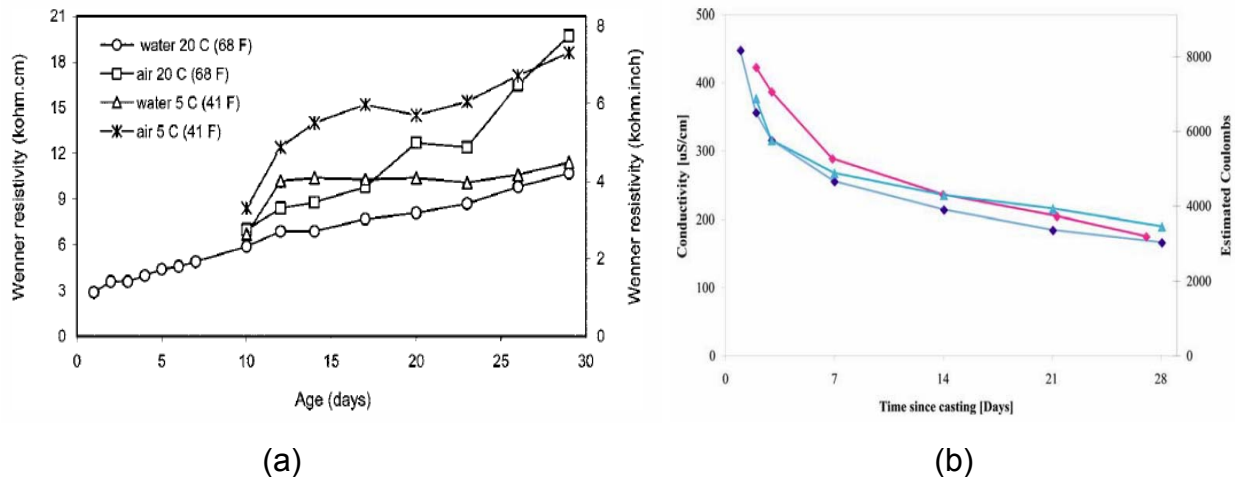 21
18
15
12
9
6
3
0
Wenner resistivity (kohm.cm)
water 20 C (68 F)
air 20 C (68 F)
water 5 C (41 F)
air 5 C (41 F)
8
6
4
2
0
Wenner resistivity (kohm.inch)
0 5 10 15 20 25 30
Age (days)
(a)
500
400
300
200
100
0
Conductivity [uS/cm]
8000
6000
4000
2000
0
Estimated Coulombs
0 7 14 21 28
Time since casting [Days]
(b)